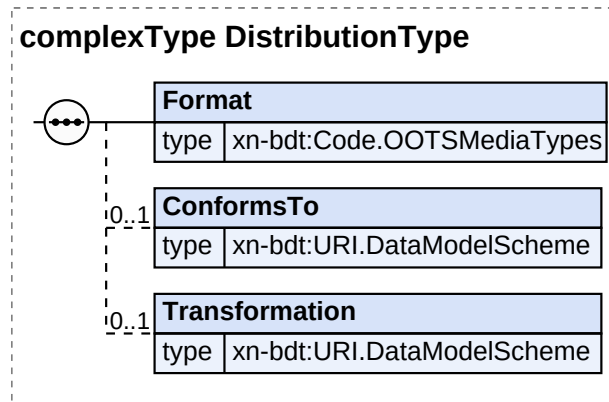 complexType DistributionType
Format
type xn-bdt:Code.OOTSMediaTypes
0..1
ConformsTo
type xn-bdt:URI.DataModelScheme
0..1
Transformation
type xn-bdt:URI.DataModelScheme